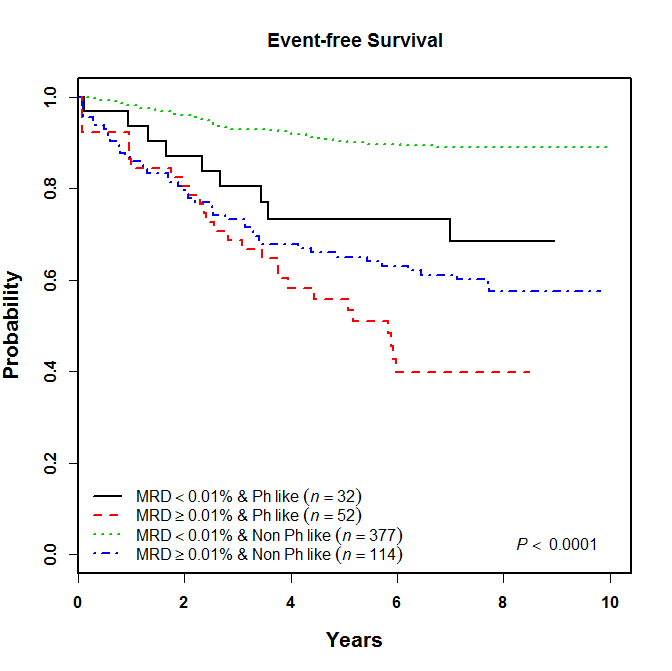 Event-free Survival
Probability
1.0
0.8
0.6
0.4
0.2
0.0
MRD < 0.01% & Ph like (n = 32)
MRD ≥ 0.01% & Ph like (n = 52)
MRD < 0.01% & Non Ph like (n = 377)
MRD ≥ 0.01% & Non Ph like (n = 114)
P < 0.0001
0 2 4 6 8 10
Years